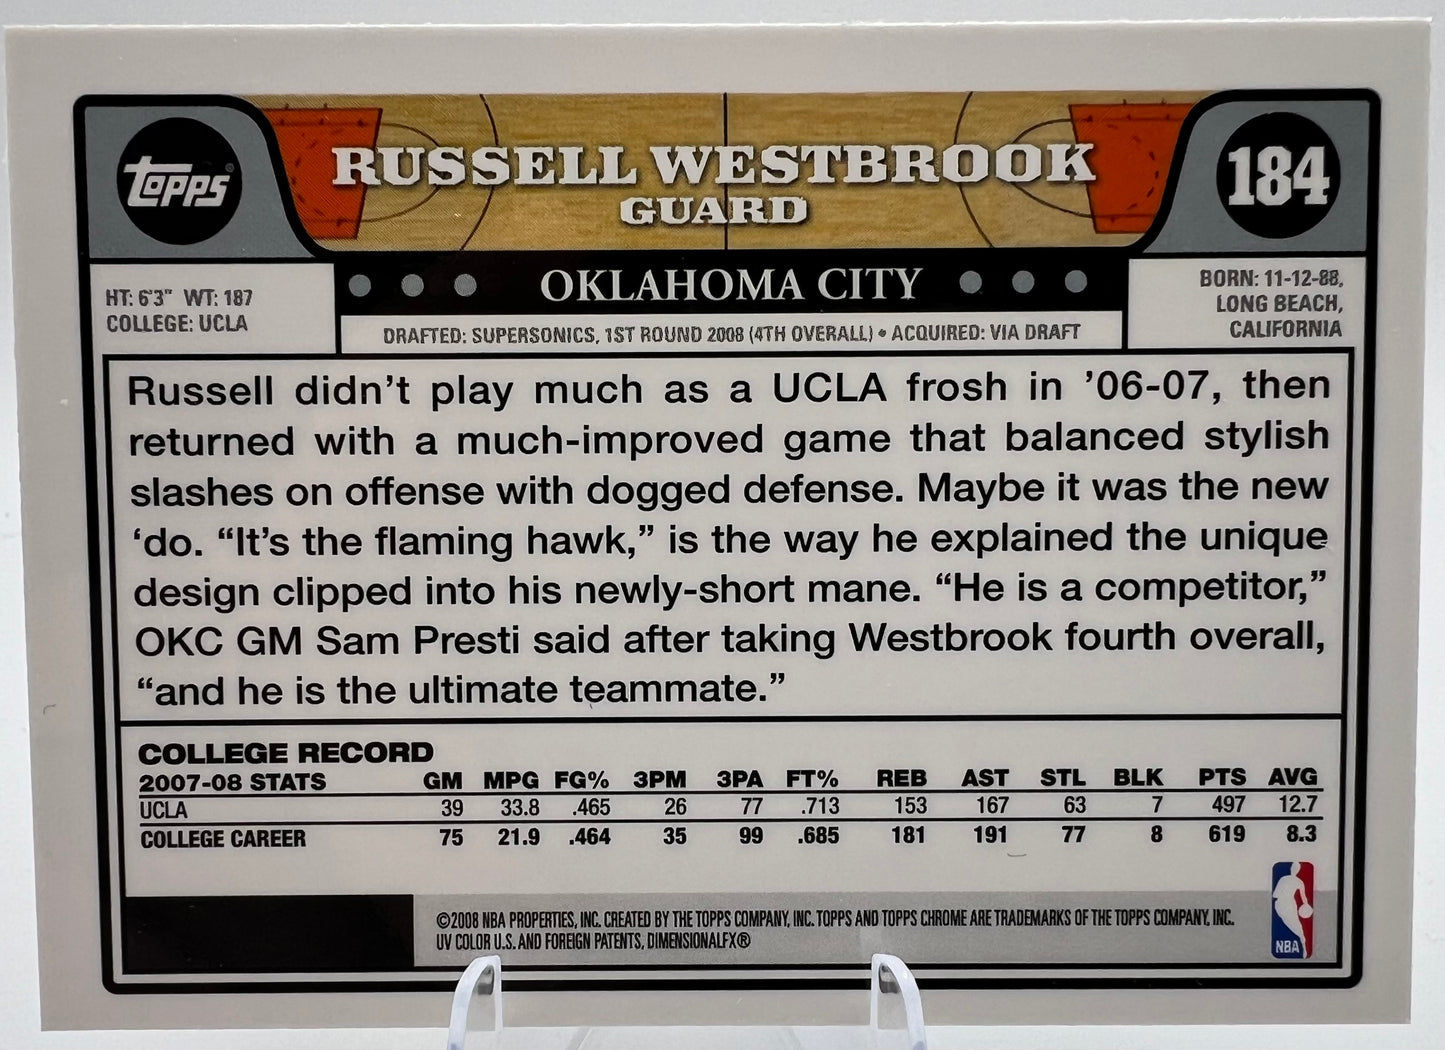 topps
RUSSELL WESTBROOK
GUARD
184
OKLAHOMA CITY
HT: 6'3" WT: 187
COLLEGE: UCLA
BORN: 11-12-88,
LONG BEACH,
CALIFORNIA
DRAFTED: SUPERSONICS, 1ST ROUND 2008 (4TH OVERALL) • ACQUIRED: VIA DRAFT
Russell didn't play much as a UCLA frosh in '06-07, then
returned with a much-improved game that balanced stylish
slashes on offense with dogged defense. Maybe it was the new
'do. “It's the flaming hawk,” is the way he explained the unique
design clipped into his newly-short mane. “He is a competitor,”
OKC GM Sam Presti said after taking Westbrook fourth overall,
“and he is the ultimate teammate.”
COLLEGE RECORD
2007-08 STATS GM MPG FG% 3PM 3PA FT% REB AST STL BLK PTS AVG
UCLA 39 33.8 .465 26 77 .713 153 167 63 7 497 12.7
COLLEGE CAREER 75 21.9 .464 35 99 .685 181 191 77 8 619 8.3
©2008 NBA PROPERTIES, INC. CREATED BY THE TOPPS COMPANY, INC. TOPPS AND TOPPS CHROME ARE TRADEMARKS OF THE TOPPS COMPANY, INC.
UV COLOR U.S. AND FOREIGN PATENTS, DIMENSIONALFX®
NBA